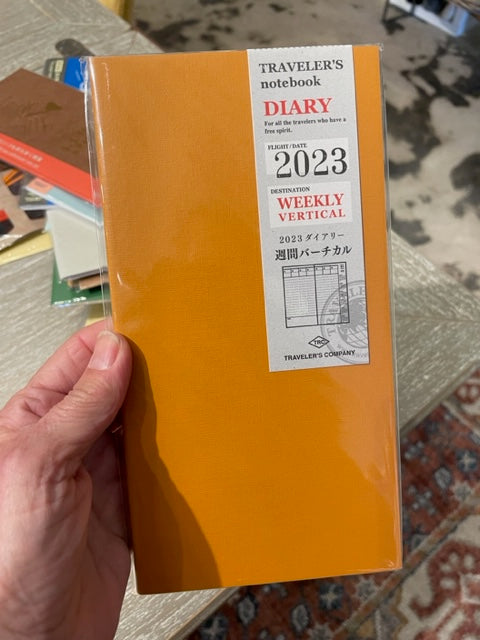 TRAVELER'S
notebook
DIARY
For all the travelers who have a
free spirit.
FLIGHT/DATE
2023
DESTINATION
WEEKLY
VERTICAL
2023 ダイアリー
週間バーチカル
TRC
TRAVELER'S COMPANY